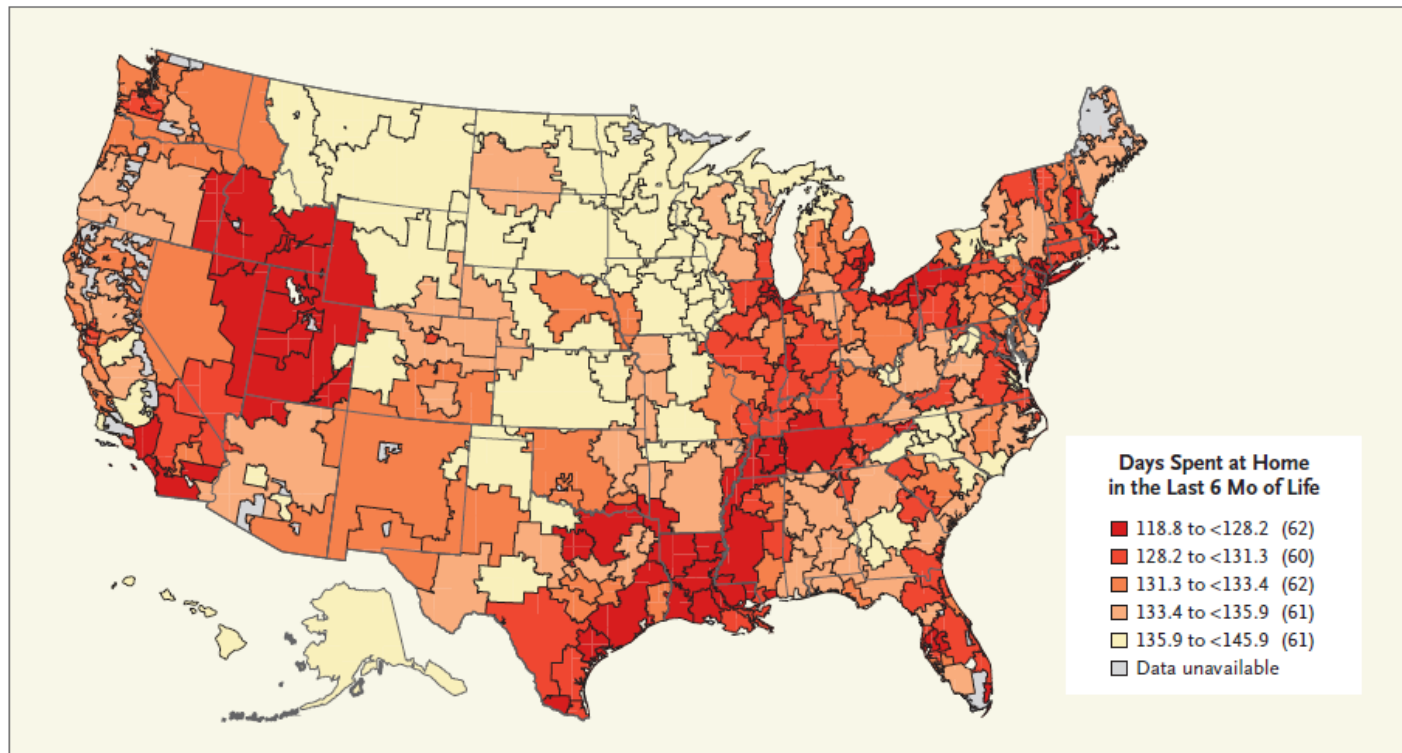 Days Spent at Home
in the Last 6 Mo of Life
118.8 to <128.2 (62)
128.2 to <131.3 (60)
131.3 to <133.4 (62)
133.4 to <135.9 (61)
135.9 to <145.9 (61)
Data unavailable